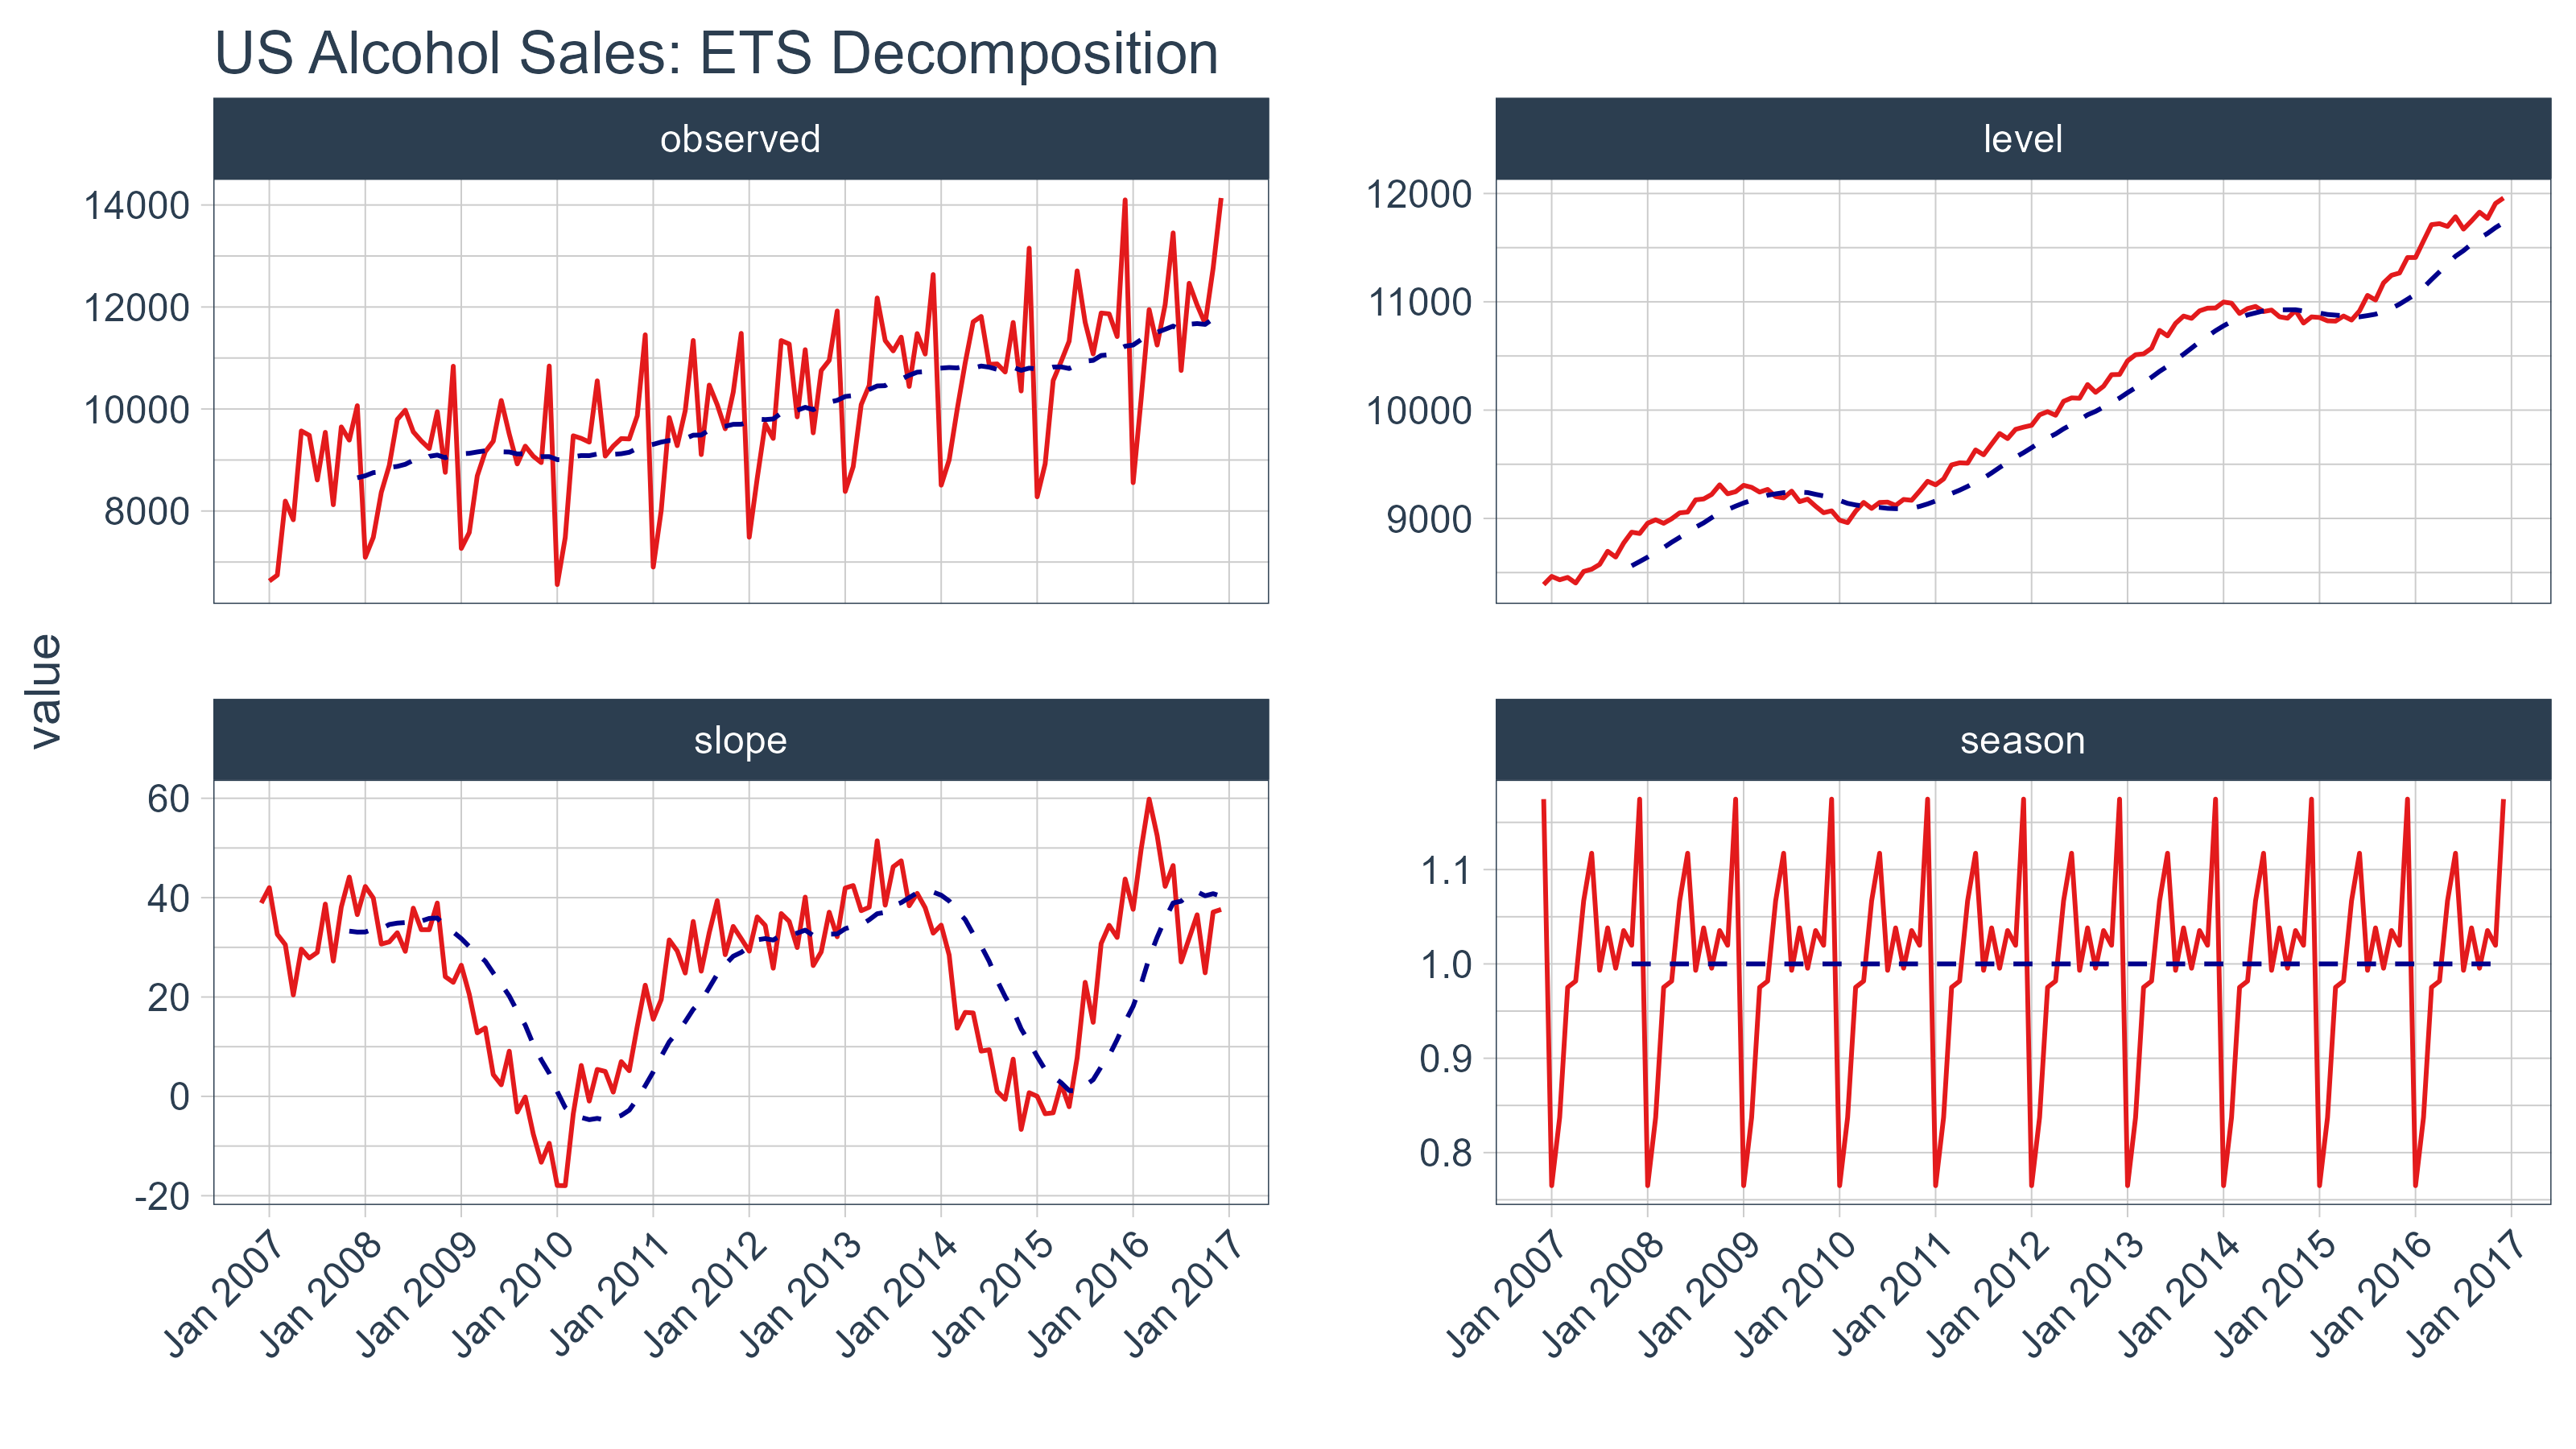 US Alcohol Sales: ETS Decomposition
observed
level
14000
12000
10000
8000
12000
11000
10000
9000
value
slope
season
60
40
20
0
-20
1.1
1.0
0.9
0.8
Jan 2007
Jan 2008
Jan 2009
Jan 2010
Jan 2011
Jan 2012
Jan 2013
Jan 2014
Jan 2015
Jan 2016
Jan 2017
Jan 2007
Jan 2008
Jan 2009
Jan 2010
Jan 2011
Jan 2012
Jan 2013
Jan 2014
Jan 2015
Jan 2016
Jan 2017